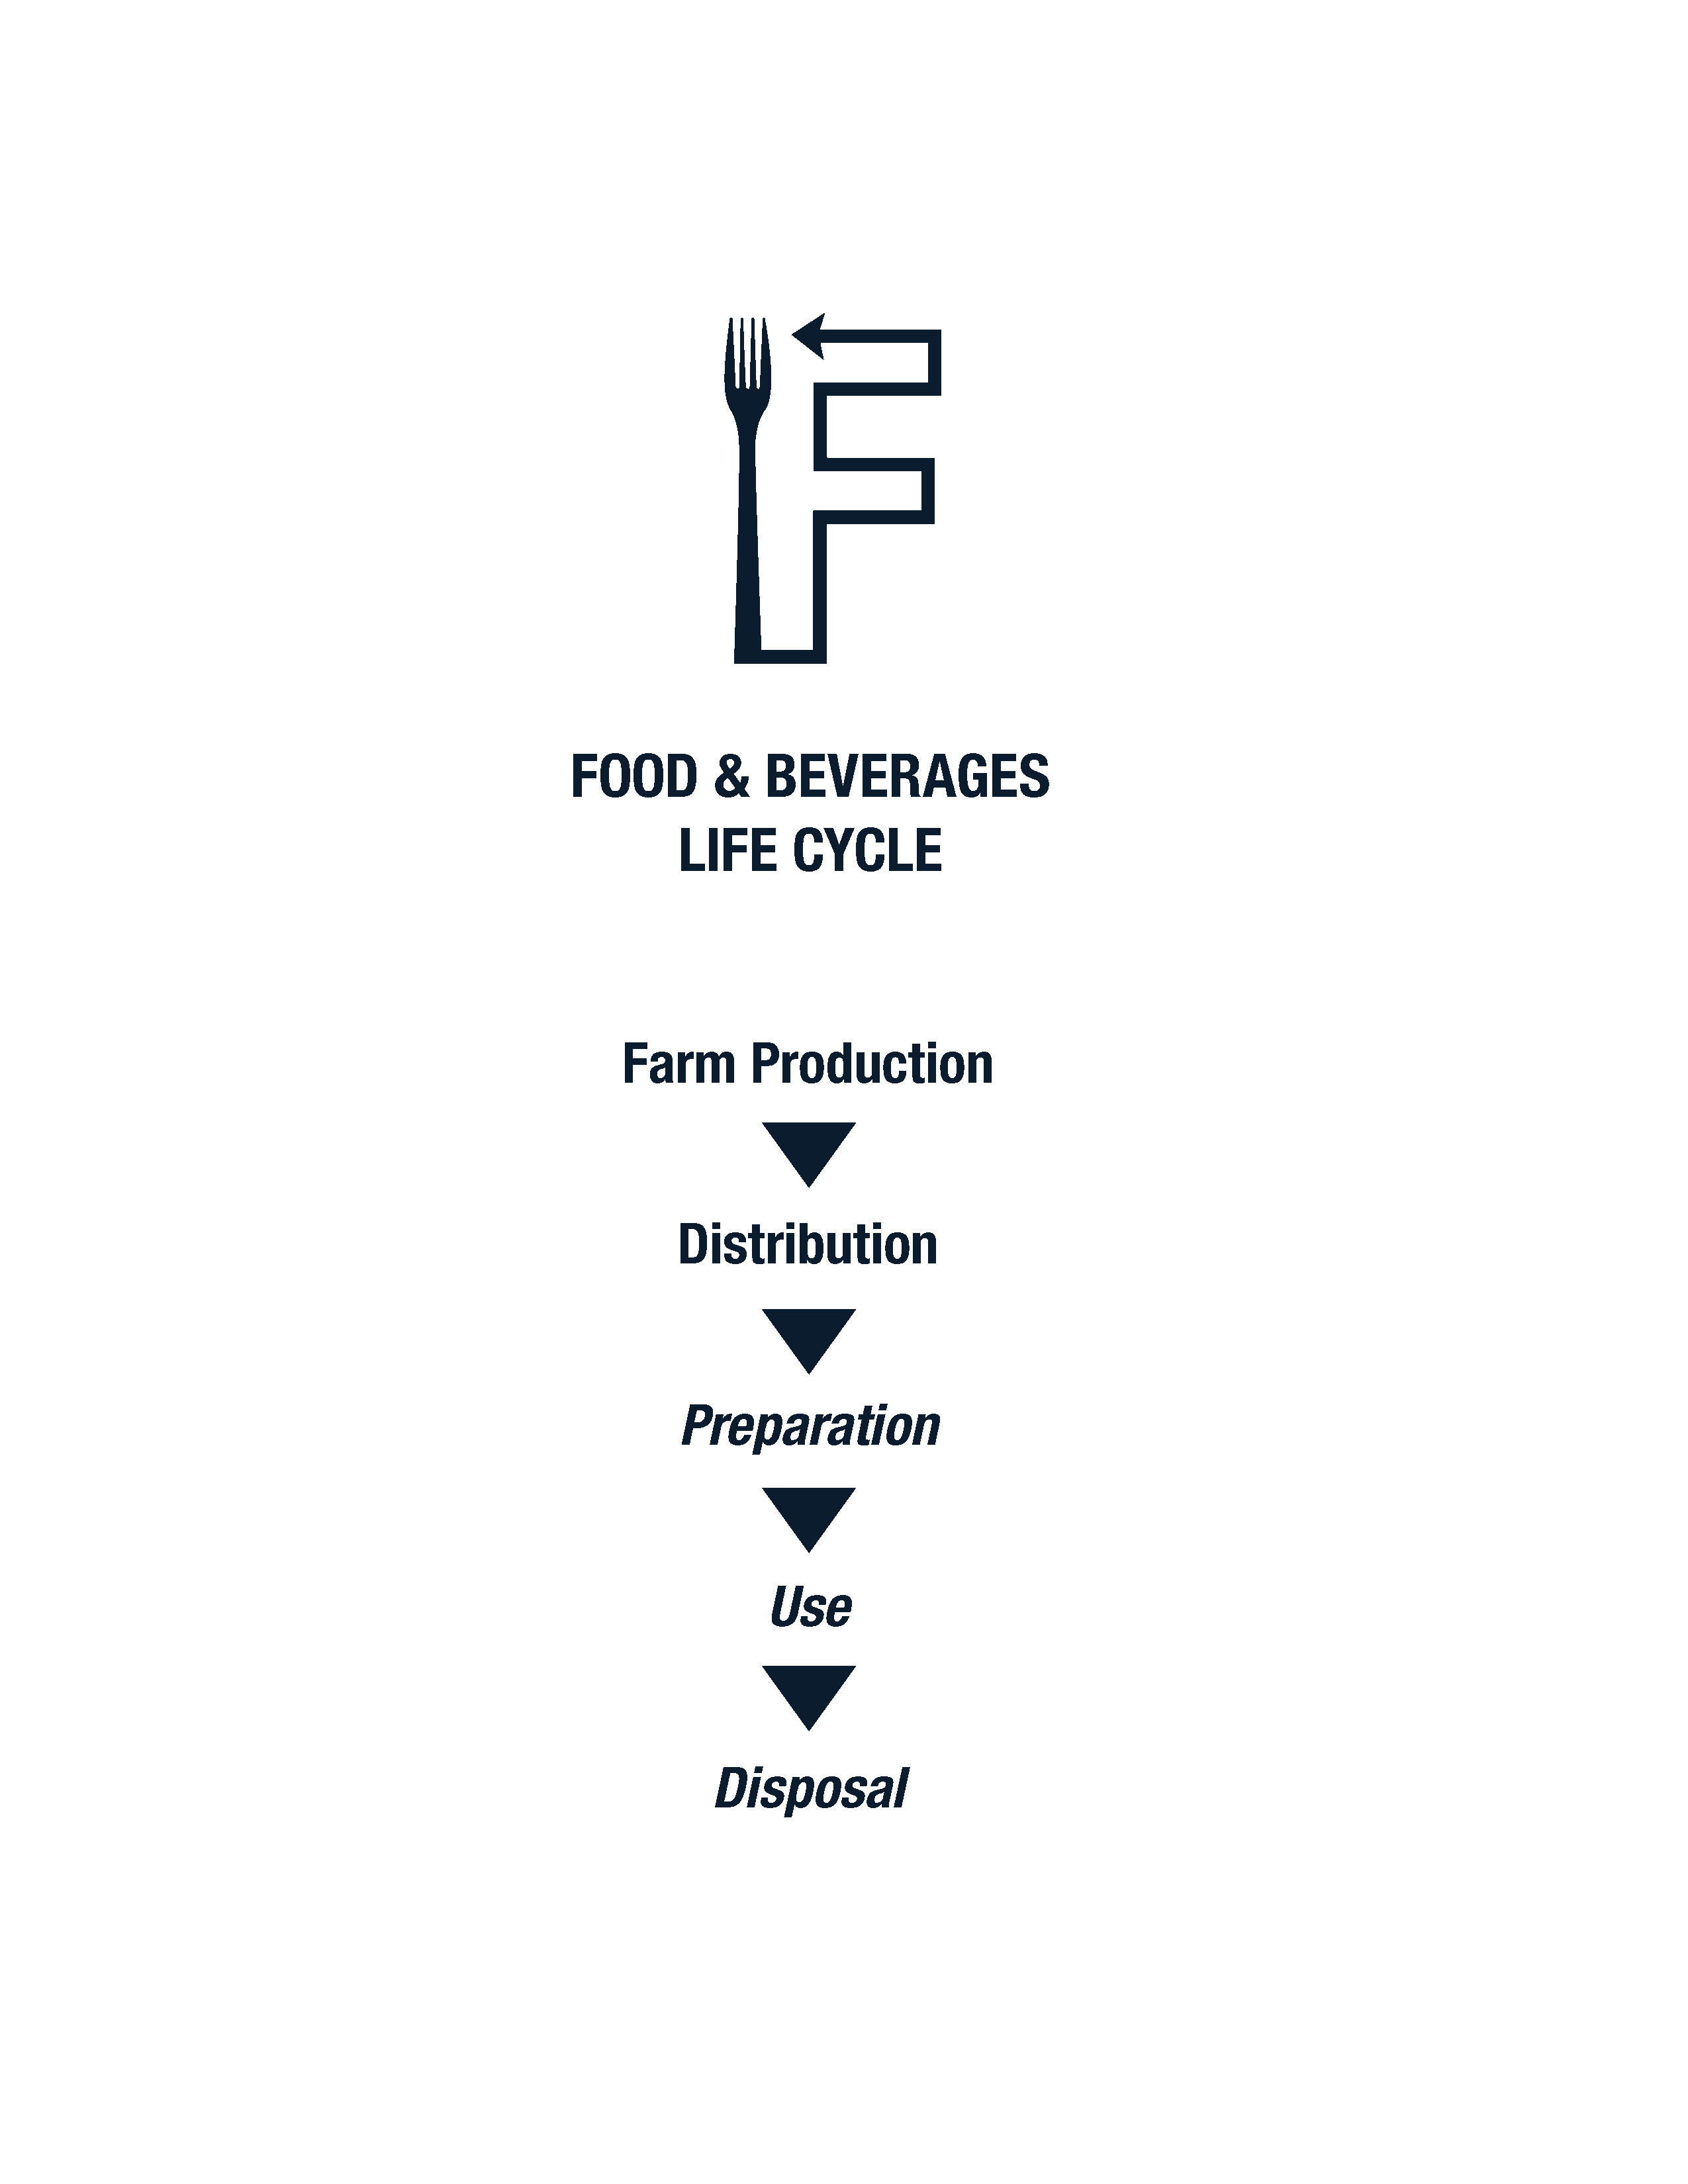 F
FOOD & BEVERAGES
LIFE CYCLE
Farm Production
Distribution
Preparation
Use
Disposal